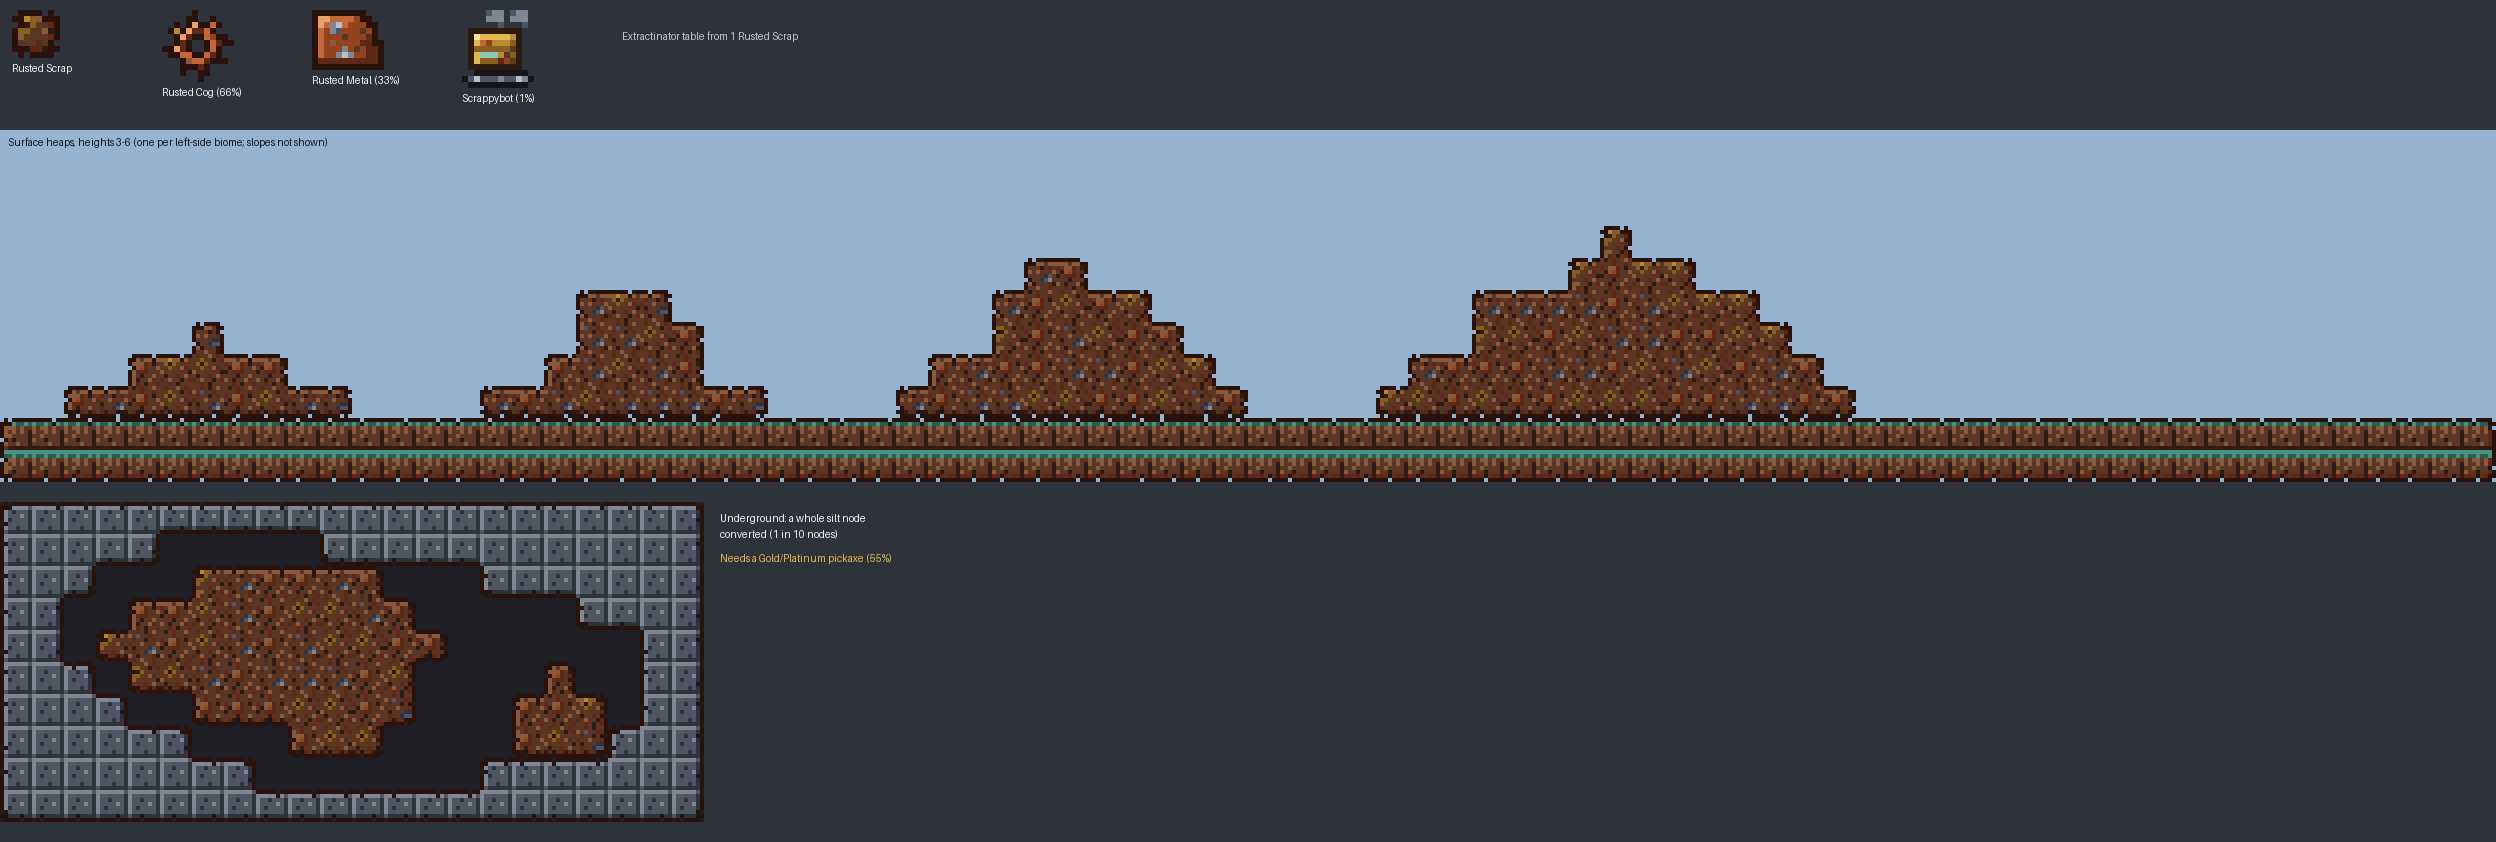 Rusted Scrap
Rusted Cog (66%)
Rusted Metal (33%)
Scrappybot (1%)
Extractinator table from 1 Rusted Scrap
Surface heaps, heights 3-6 (one per left-side biome; slopes not shown)
Underground: a whole silt node
converted (1 in 10 nodes)
Needs a Gold/Platinum pickaxe (55%)